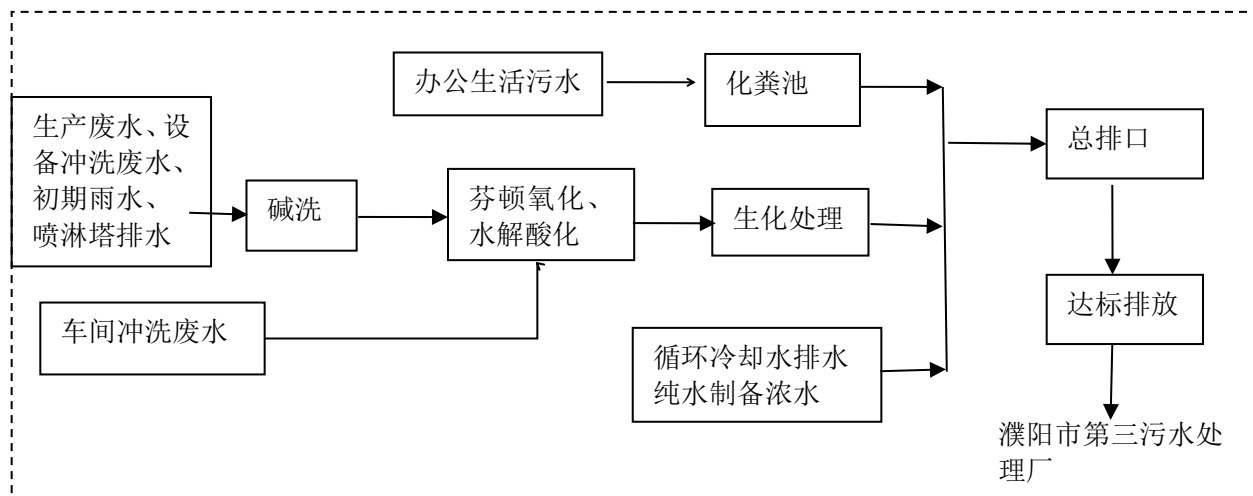 办公生活污水
化粪池
生产废水、设
备冲洗废水、
初期雨水、
喷淋塔排水
碱洗
芬顿氧化、
水解酸化
生化处理
总排口
车间冲洗废水
循环冷却水排水
纯水制备浓水
达标排放
濮阳市第三污水处
理厂